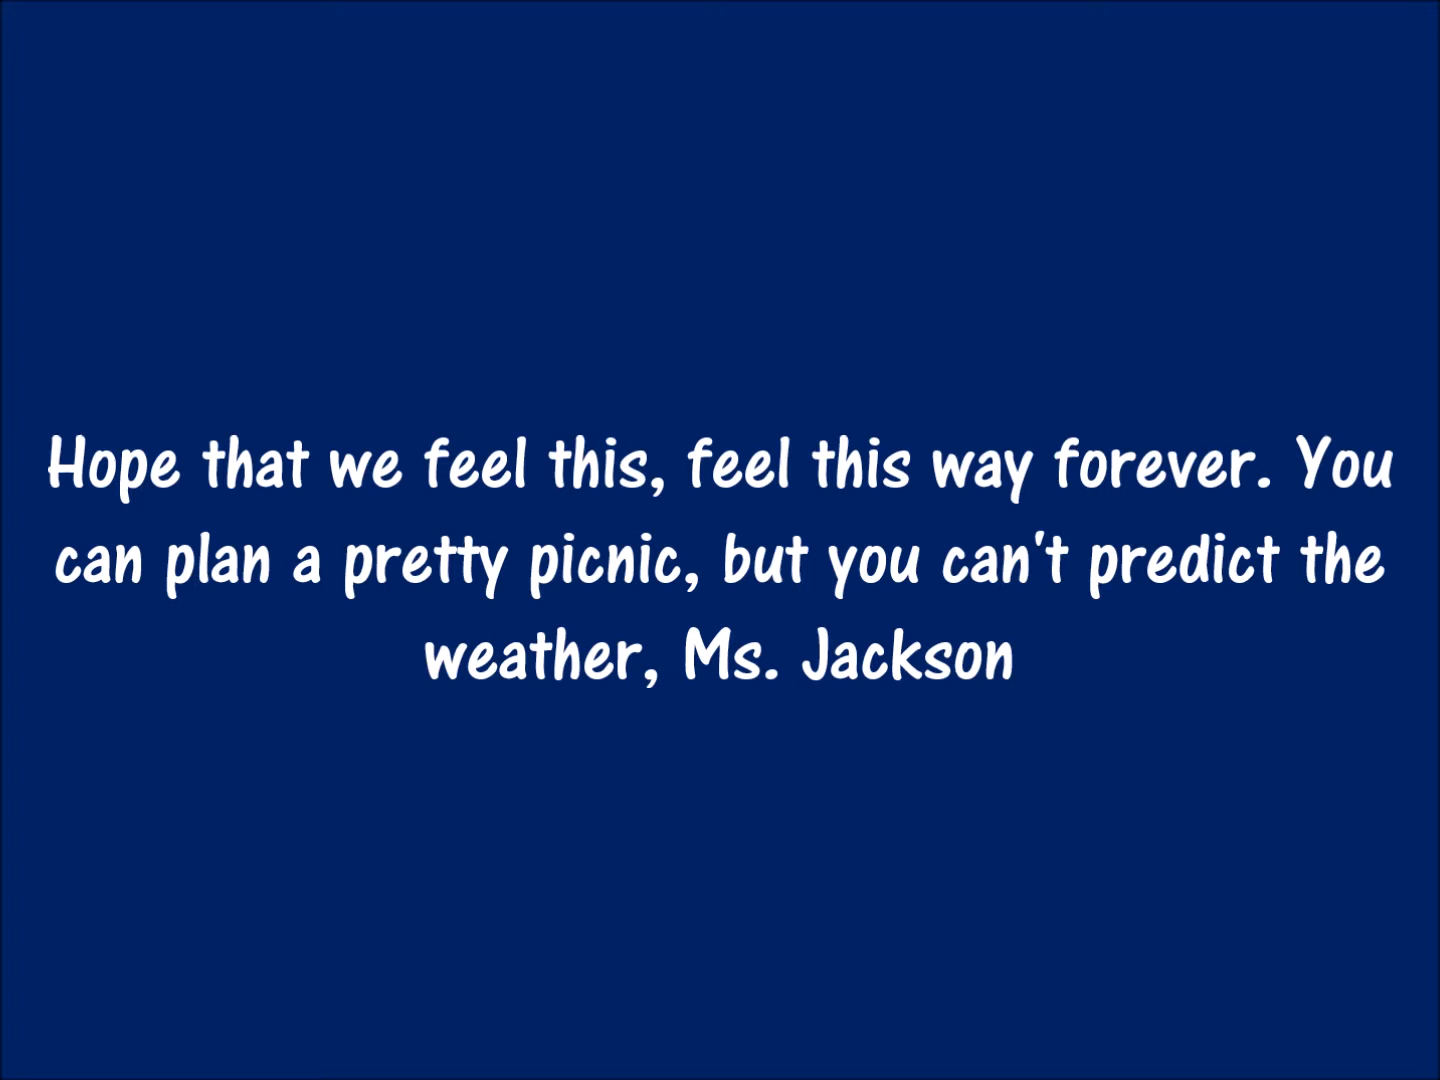 Hope that we feel this, feel this way forever. You
can plan a pretty picnic, but you can't predict the
weather, Ms. Jackson